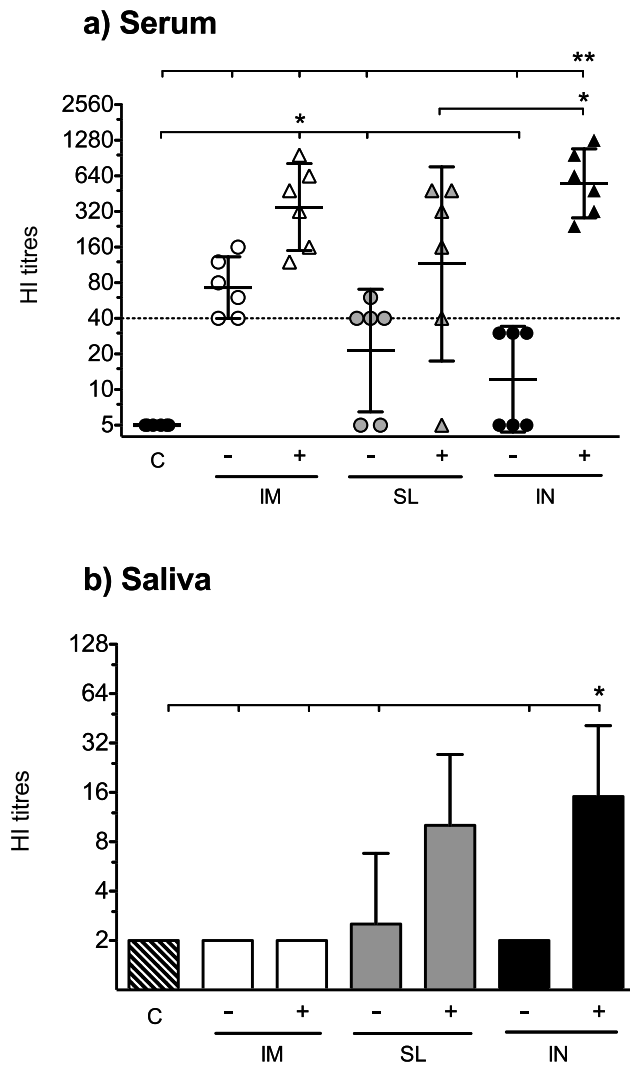 a) Serum
**
*
*
2560
1280
640
320
160
80
40
20
10
5
HI titres
C - + - + - +
IM SL IN
b) Saliva
*
128
64
32
16
8
4
2
HI titres
C - + - + - +
IM SL IN